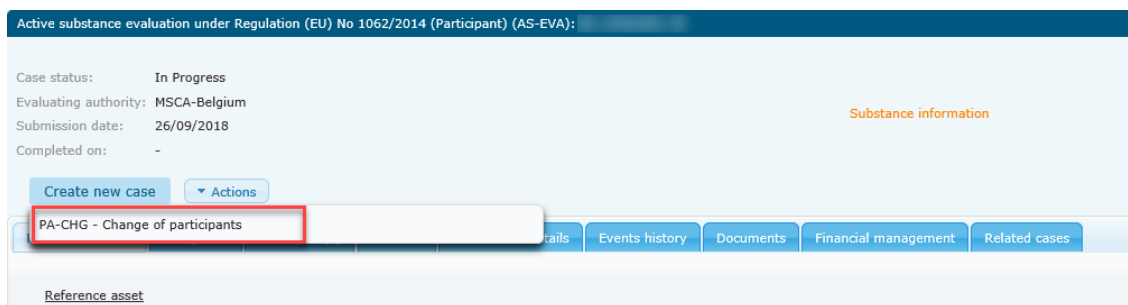 Active substance evaluation under Regulation (EU) No 1062/2014 (Participant) (AS-EVA):
Case status: In Progress
Evaluating authority: MSCA-Belgium
Substance information
Submission date: 26/09/2018
Completed on: -
Create new case Actions
PA-CHG - Change of participants
Events history Documents Financial management Related cases
Reference asset